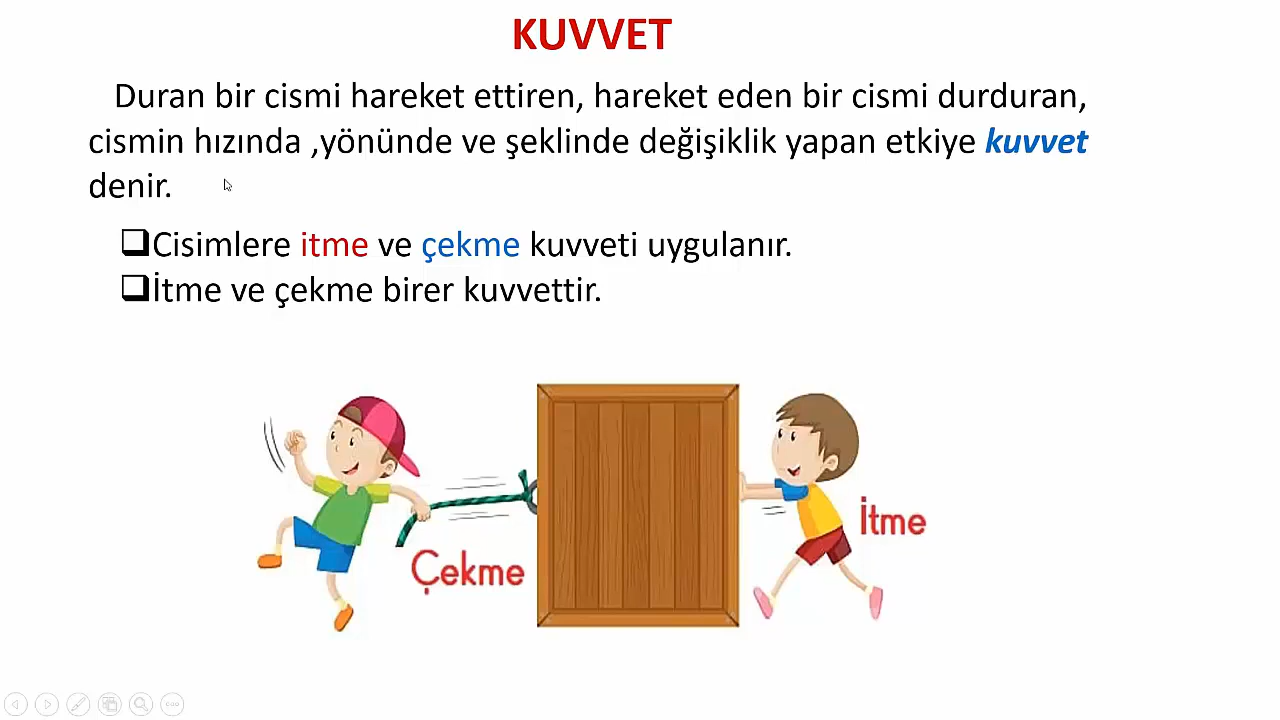 KUVVET
Duran bir cismi hareket ettiren, hareket eden bir cismi durduran,
cismin hızında ,yönünde ve şeklinde değişiklik yapan etkiye kuvvet
denir.
❑Cisimlere itme ve çekme kuvveti uygulanır.
❑İtme ve çekme birer kuvvettir.
İtme
Çekme